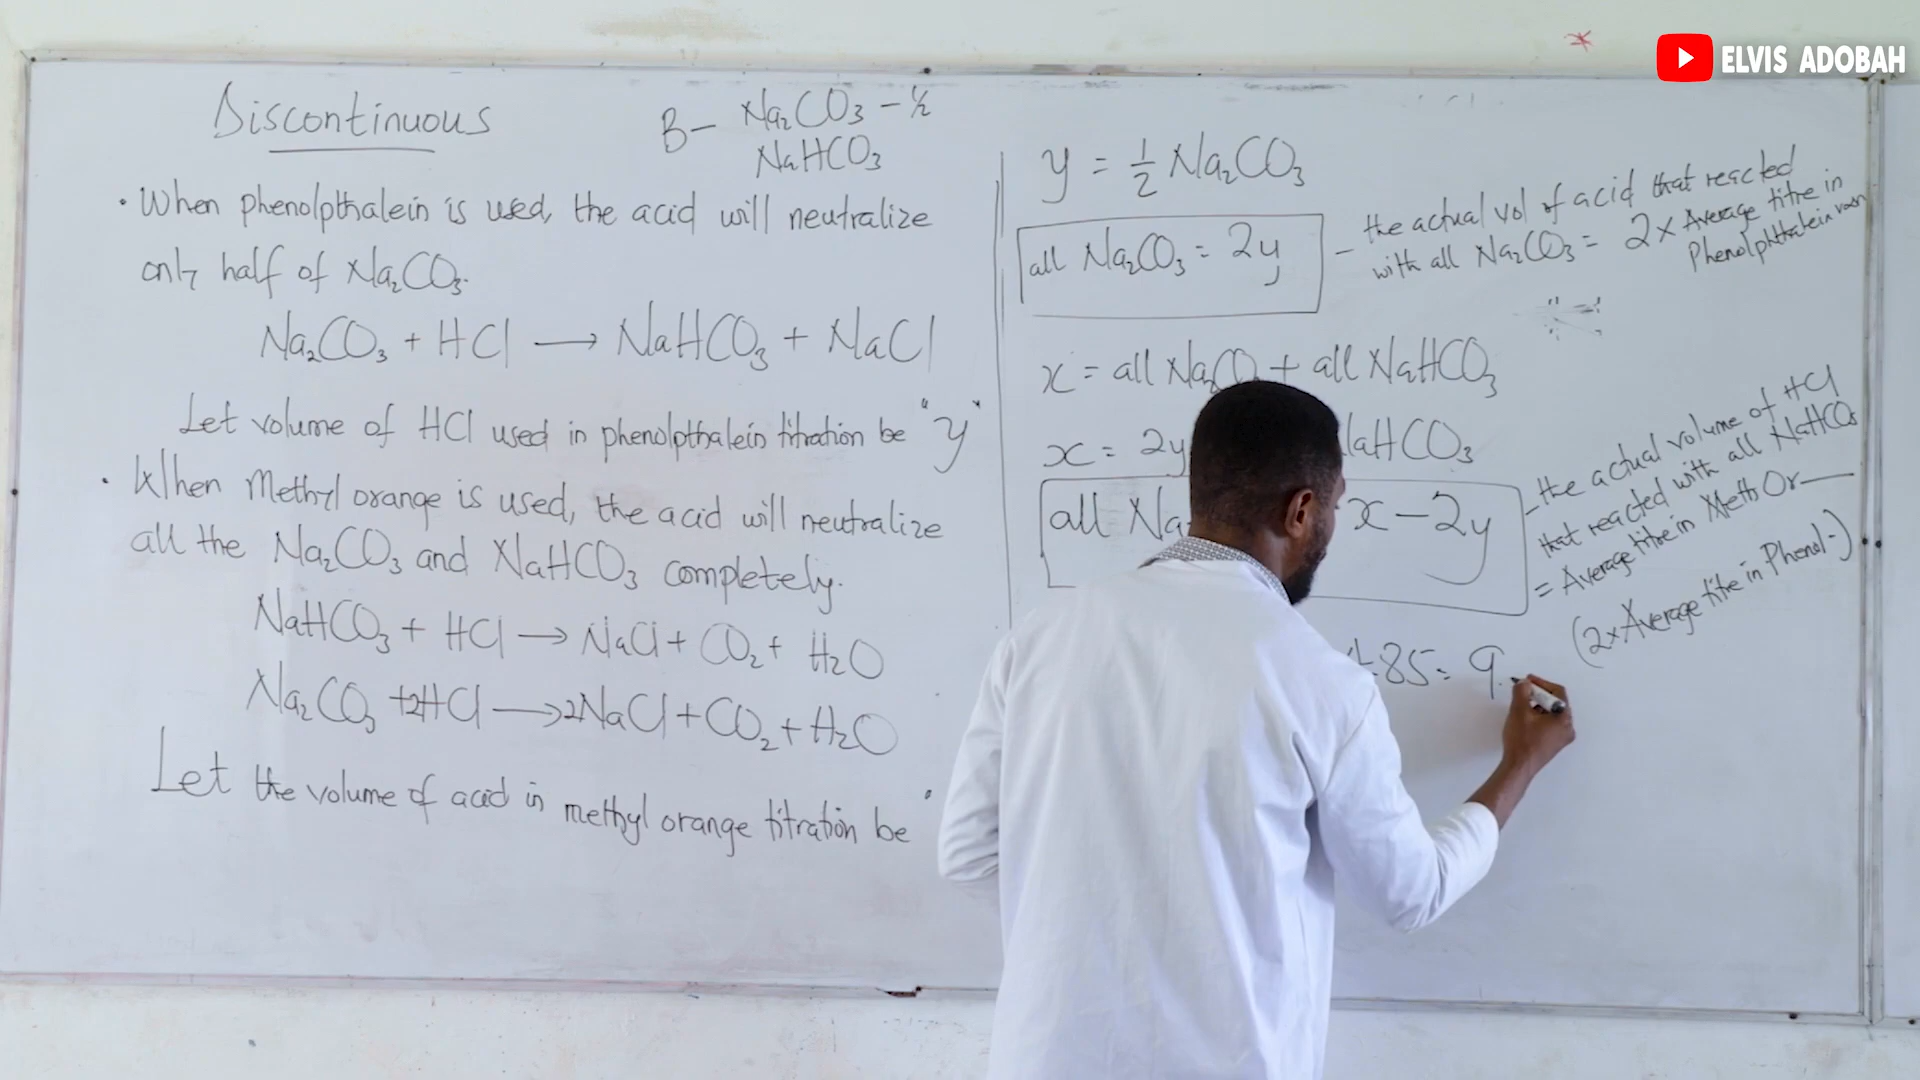 ELVIS ADOBAH
Discontinuous
B- Na₂CO₃ - ½
NaHCO₃
• When phenolpthalein is used, the acid will neutralize
only half of Na₂CO₃.
Na₂CO₃ + HCl → NaHCO₃ + NaCl
Let volume of HCl used in phenolpthalein titration be "y"
• When Methyl orange is used, the acid will neutralize
all the Na₂CO₃ and NaHCO₃ completely.
NaHCO₃ + HCl → NaCl + CO₂ + H₂O
Na₂CO₃ + 2HCl → 2NaCl + CO₂ + H₂O
Let the volume of acid in methyl orange titration be "
y = ½ Na₂CO₃
all Na₂CO₃ = 2y
- the actual vol of acid that reacted
with all Na₂CO₃ = 2 x Average titre in
Phenolphthalein
x = all Na₂CO + all NaHCO₃
x = 2y aHCO₃
all Na x - 2y
- the actual volume of HCl
that reacted with all NaHCO₃
= Average titre in Meth Or
(2x Average titre in Phenol-)
85 = 9.